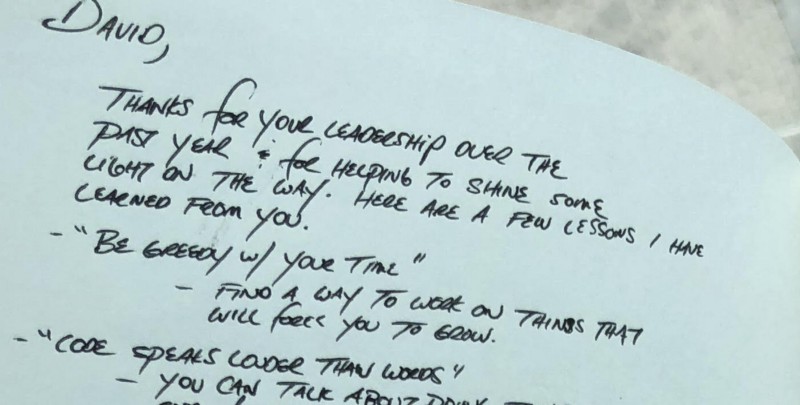 DAVID,
THANKS for YOUR LEADERSHIP OVER THE
PAST YEAR & for HELPING TO SHINE SOME
LIGHT ON THE WAY. HERE ARE A FEW LESSONS I HAVE
LEARNED FROM YOU.
- "BE GREEDY w/ YOUR TIME"
- FIND A WAY TO WORK ON THINGS THAT
WILL force YOU TO GROW.
- "CODE SPEAKS LOUDER THAN WORDS"
- YOU CAN TALK ABOUT DOING